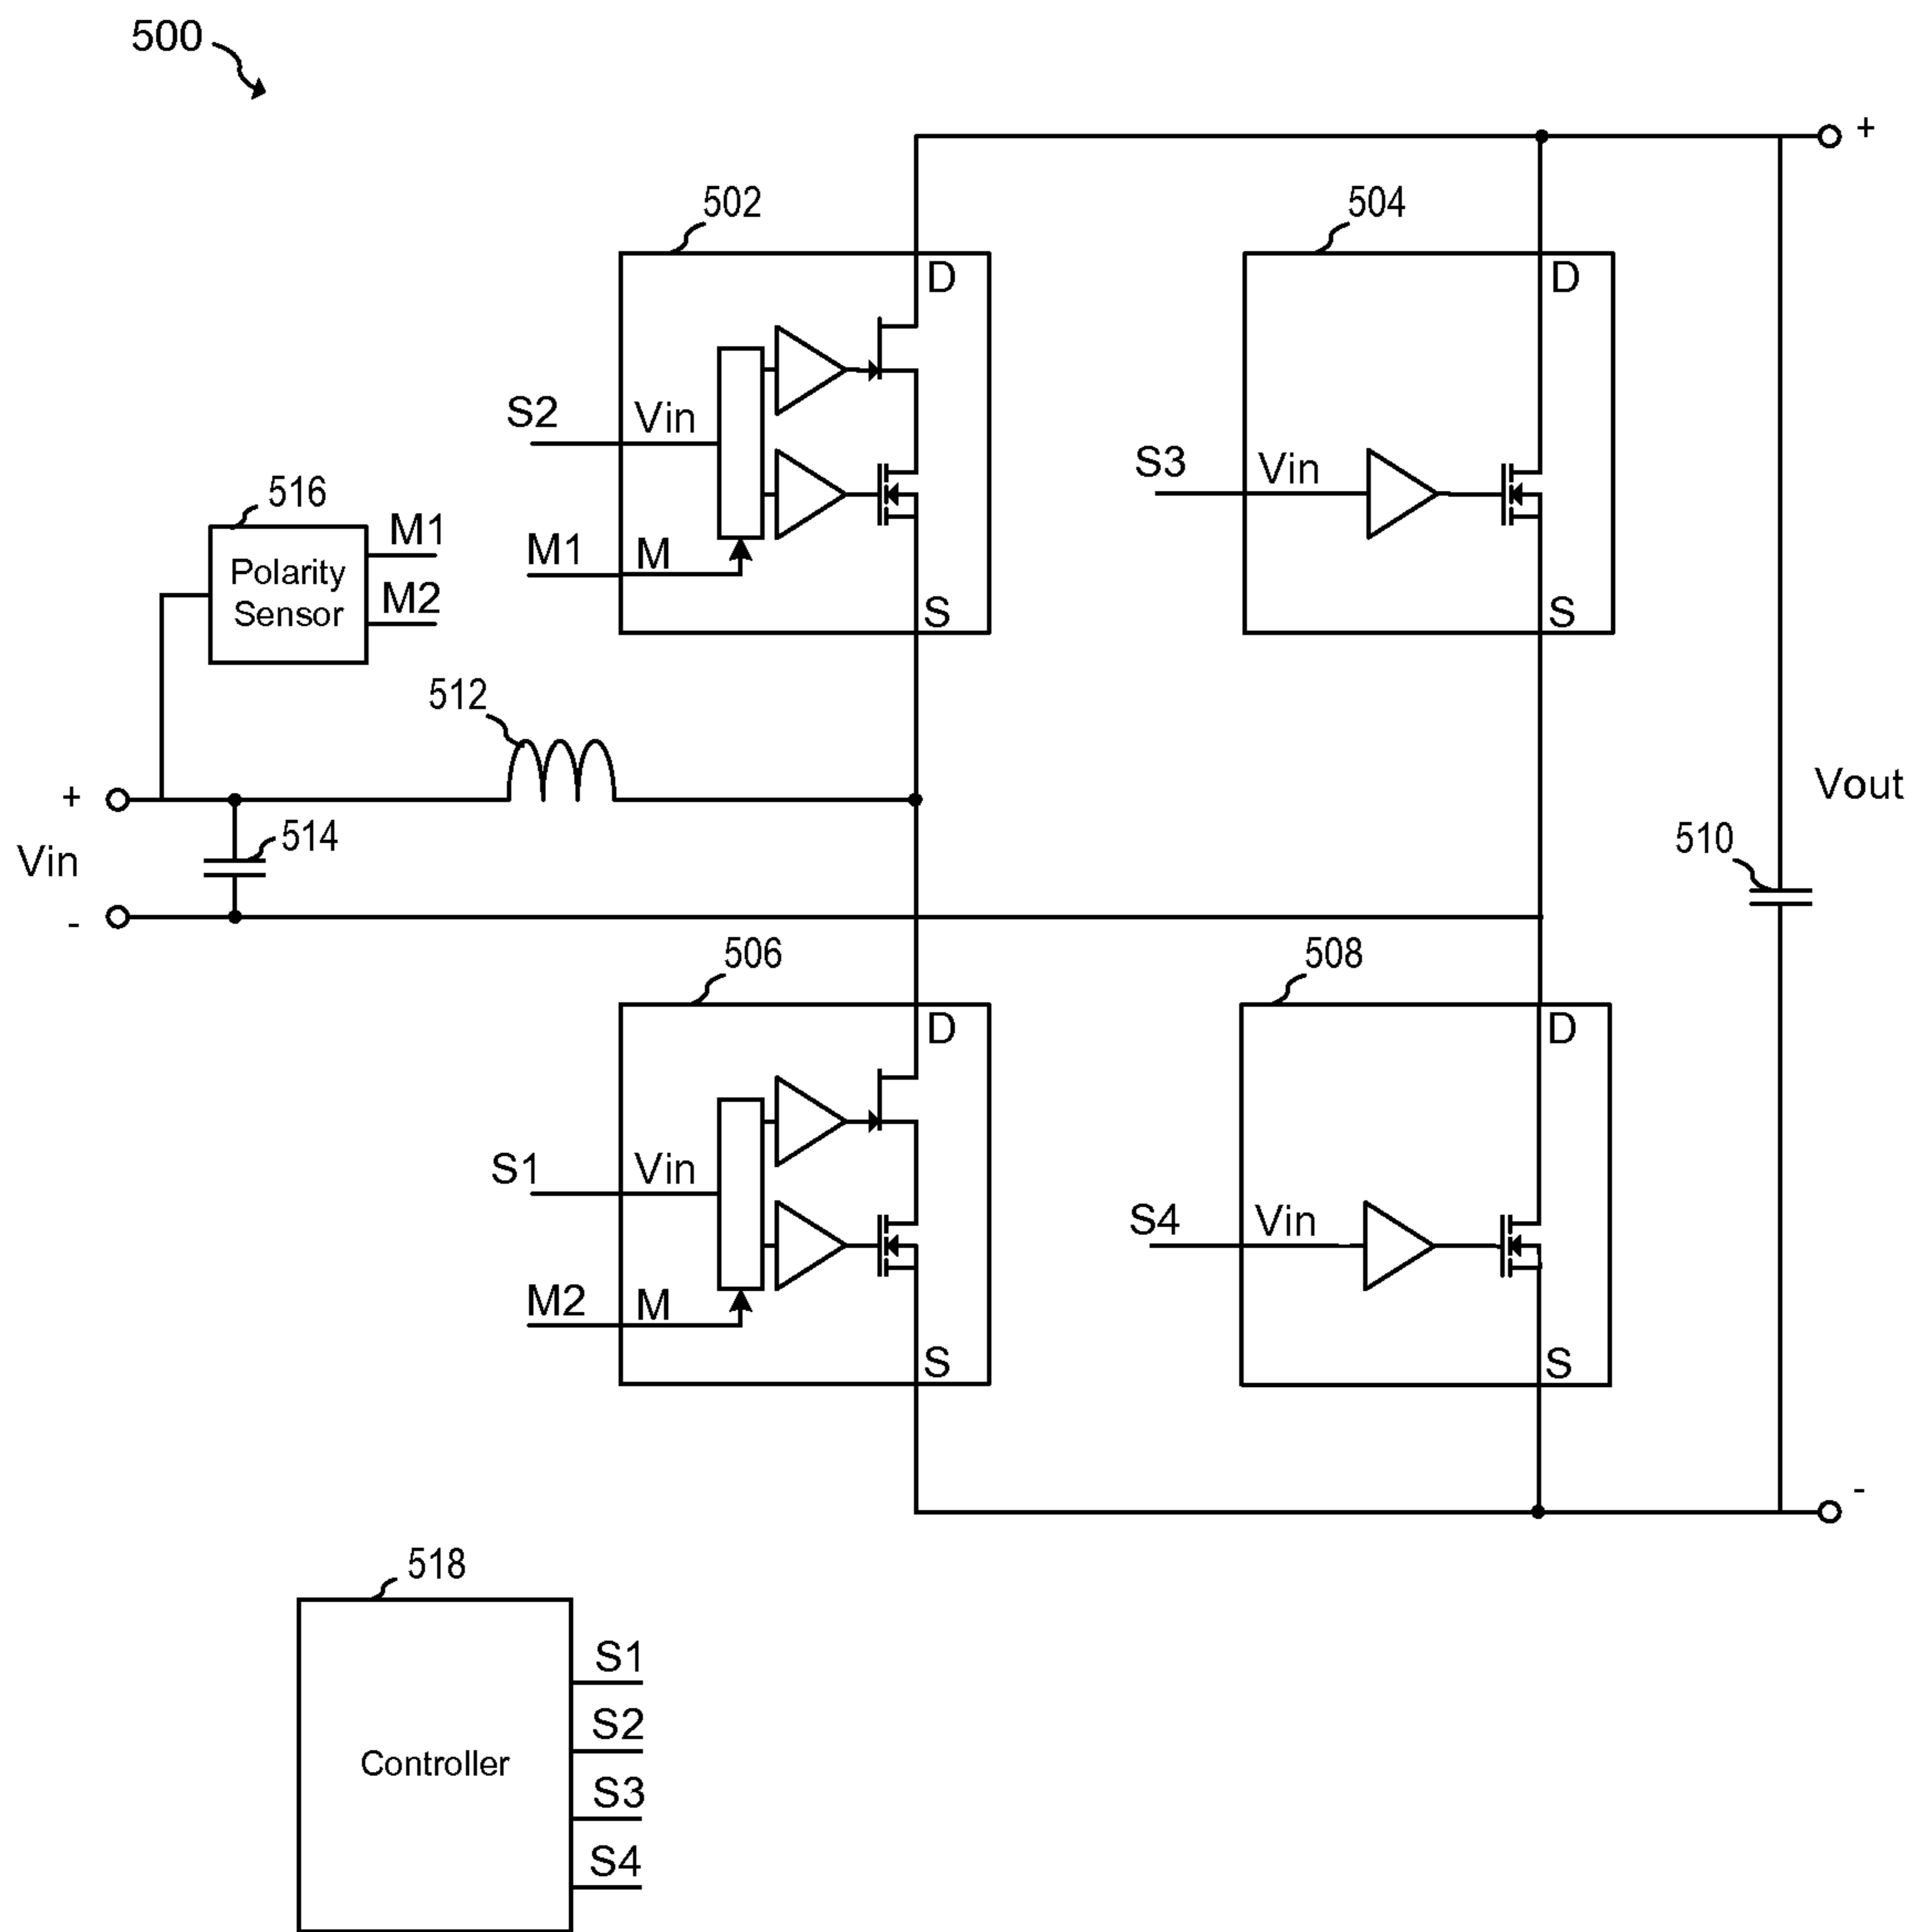 500
+
502
504
D
D
S2
Vin
S3
Vin
516
M1
M1
M
Polarity
Sensor
M2
S
S
512
+
Vin
514
-
Vout
510
506
508
D
D
S1
Vin
S4
Vin
M2
M
S
S
-
518
S1
S2
Controller
S3
S4